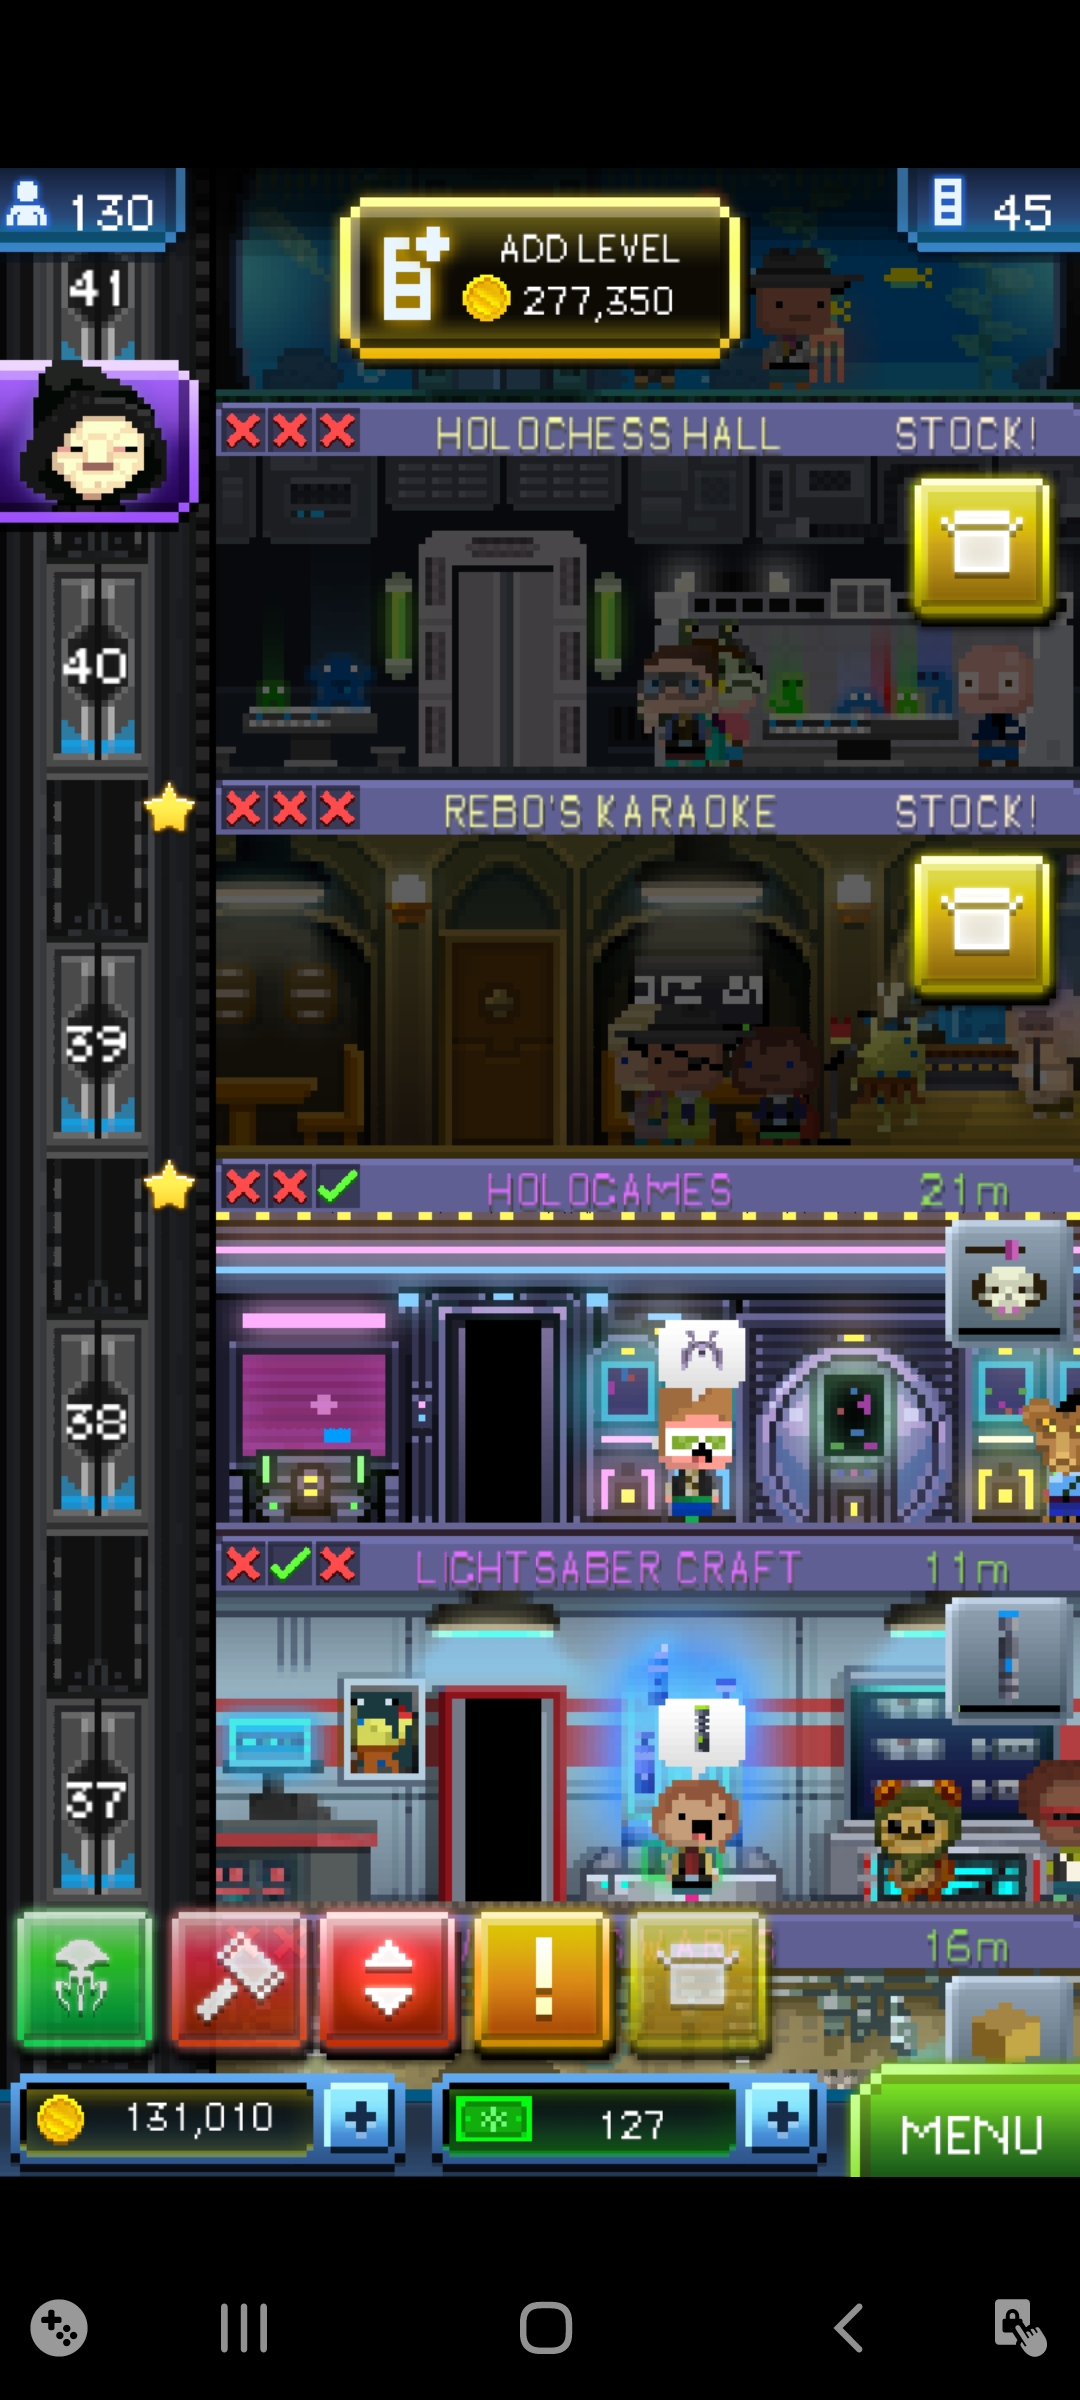 130
45
ADD LEVEL
277,350
41
HOLOCHESS HALL
STOCK!
40
REBO'S KARAOKE
STOCK!
39
HOLOGAMES
21m
38
LIGHTSABER CRAFT
11m
37
WARES
16m
131,010
127
MENU